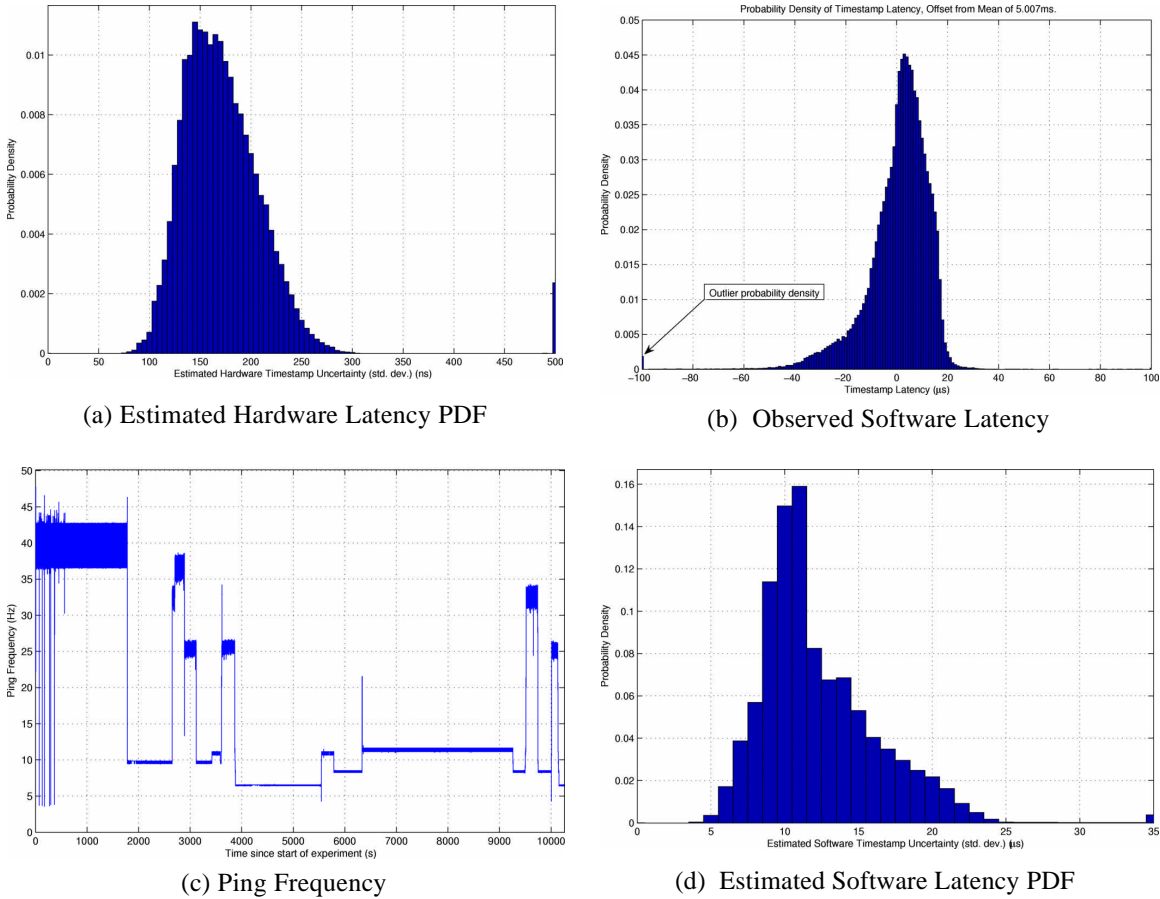 0.01
0.008
0.006
0.004
0.002
0
Probability Density
0 50 100 150 200 250 300 350 400 450 500
Estimated Hardware Timestamp Uncertainty (std. dev.) (ns)
(a) Estimated Hardware Latency PDF
Probability Density of Timestamp Latency, Offset from Mean of 5.007ms.
0.05
0.045
0.04
0.035
0.03
0.025
0.02
0.015
0.01
0.005
0
Probability Density
Outlier probability density
−100 −80 −60 −40 −20 0 20 40 60 80 100
Timestamp Latency (µs)
(b) Observed Software Latency
50
45
40
35
30
25
20
15
10
5
0
Ping Frequency (Hz)
0 1000 2000 3000 4000 5000 6000 7000 8000 9000 10000
Time since start of experiment (s)
(c) Ping Frequency
0.16
0.14
0.12
0.1
0.08
0.06
0.04
0.02
0
Probability Density
0 5 10 15 20 25 30 35
Estimated Software Timestamp Uncertainty (std. dev.) (µs)
(d) Estimated Software Latency PDF